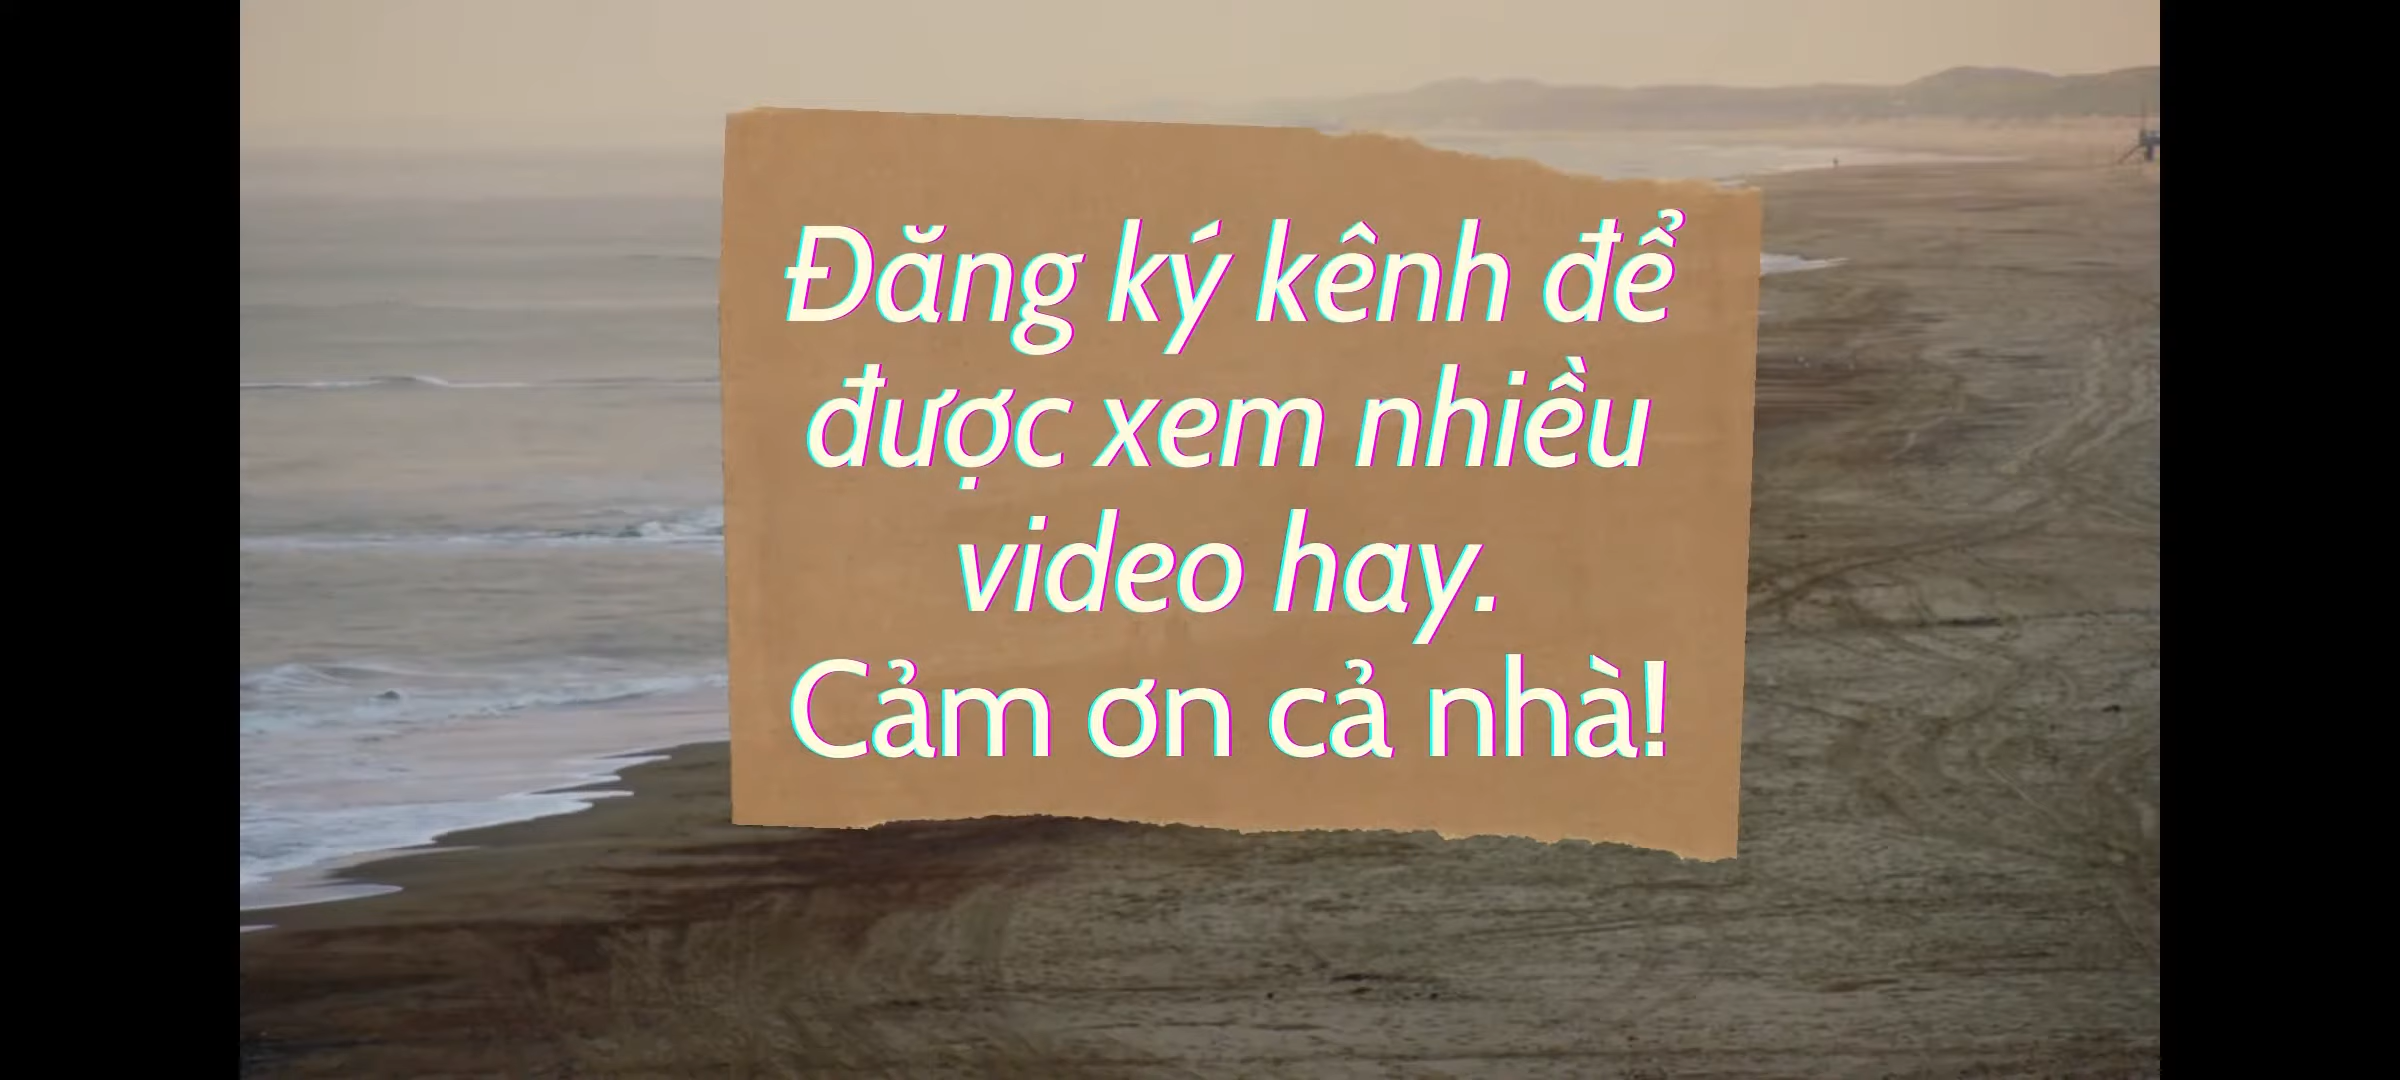 Đăng ký kênh để
được xem nhiều
video hay.
Cảm ơn cả nhà!